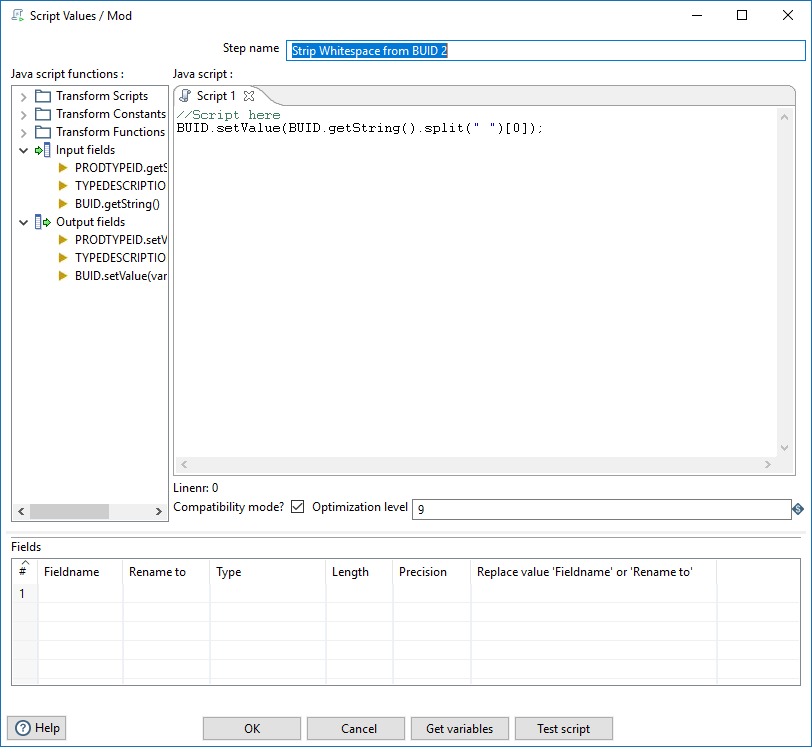 Script Values / Mod
Step name Strip Whitespace from BUID 2
Java script functions :
Java script :
Transform Scripts
Transform Constants
Transform Functions
Input fields
PRODTYPEID.getS
TYPEDESCRIPTIO
BUID.getString()
Output fields
PRODTYPEID.setV
TYPEDESCRIPTIO
BUID.setValue(var
Script 1
//Script here
BUID.setValue(BUID.getString().split(" ")[0]);
Linenr: 0
Compatibility mode? Optimization level 9
Fields
# Fieldname Rename to Type Length Precision Replace value 'Fieldname' or 'Rename to'
1
Help OK Cancel Get variables Test script